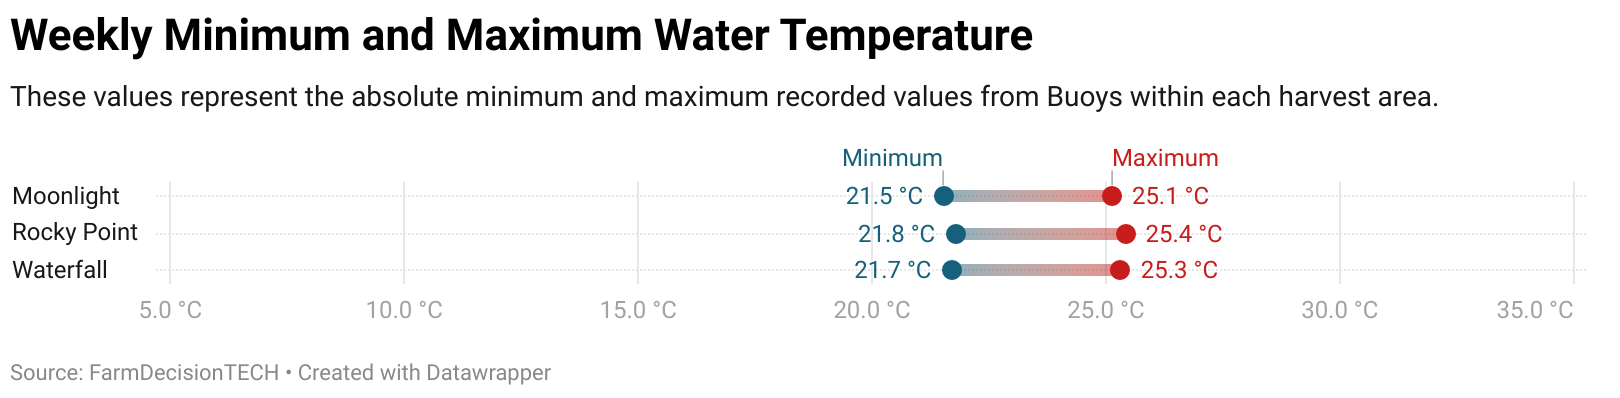 Weekly Minimum and Maximum Water Temperature
These values represent the absolute minimum and maximum recorded values from Buoys within each harvest area.
Minimum Maximum
Moonlight 21.5 °C 25.1 °C
Rocky Point 21.8 °C 25.4 °C
Waterfall 21.7 °C 25.3 °C
5.0 °C 10.0 °C 15.0 °C 20.0 °C 25.0 °C 30.0 °C 35.0 °C
Source: FarmDecisionTECH • Created with Datawrapper